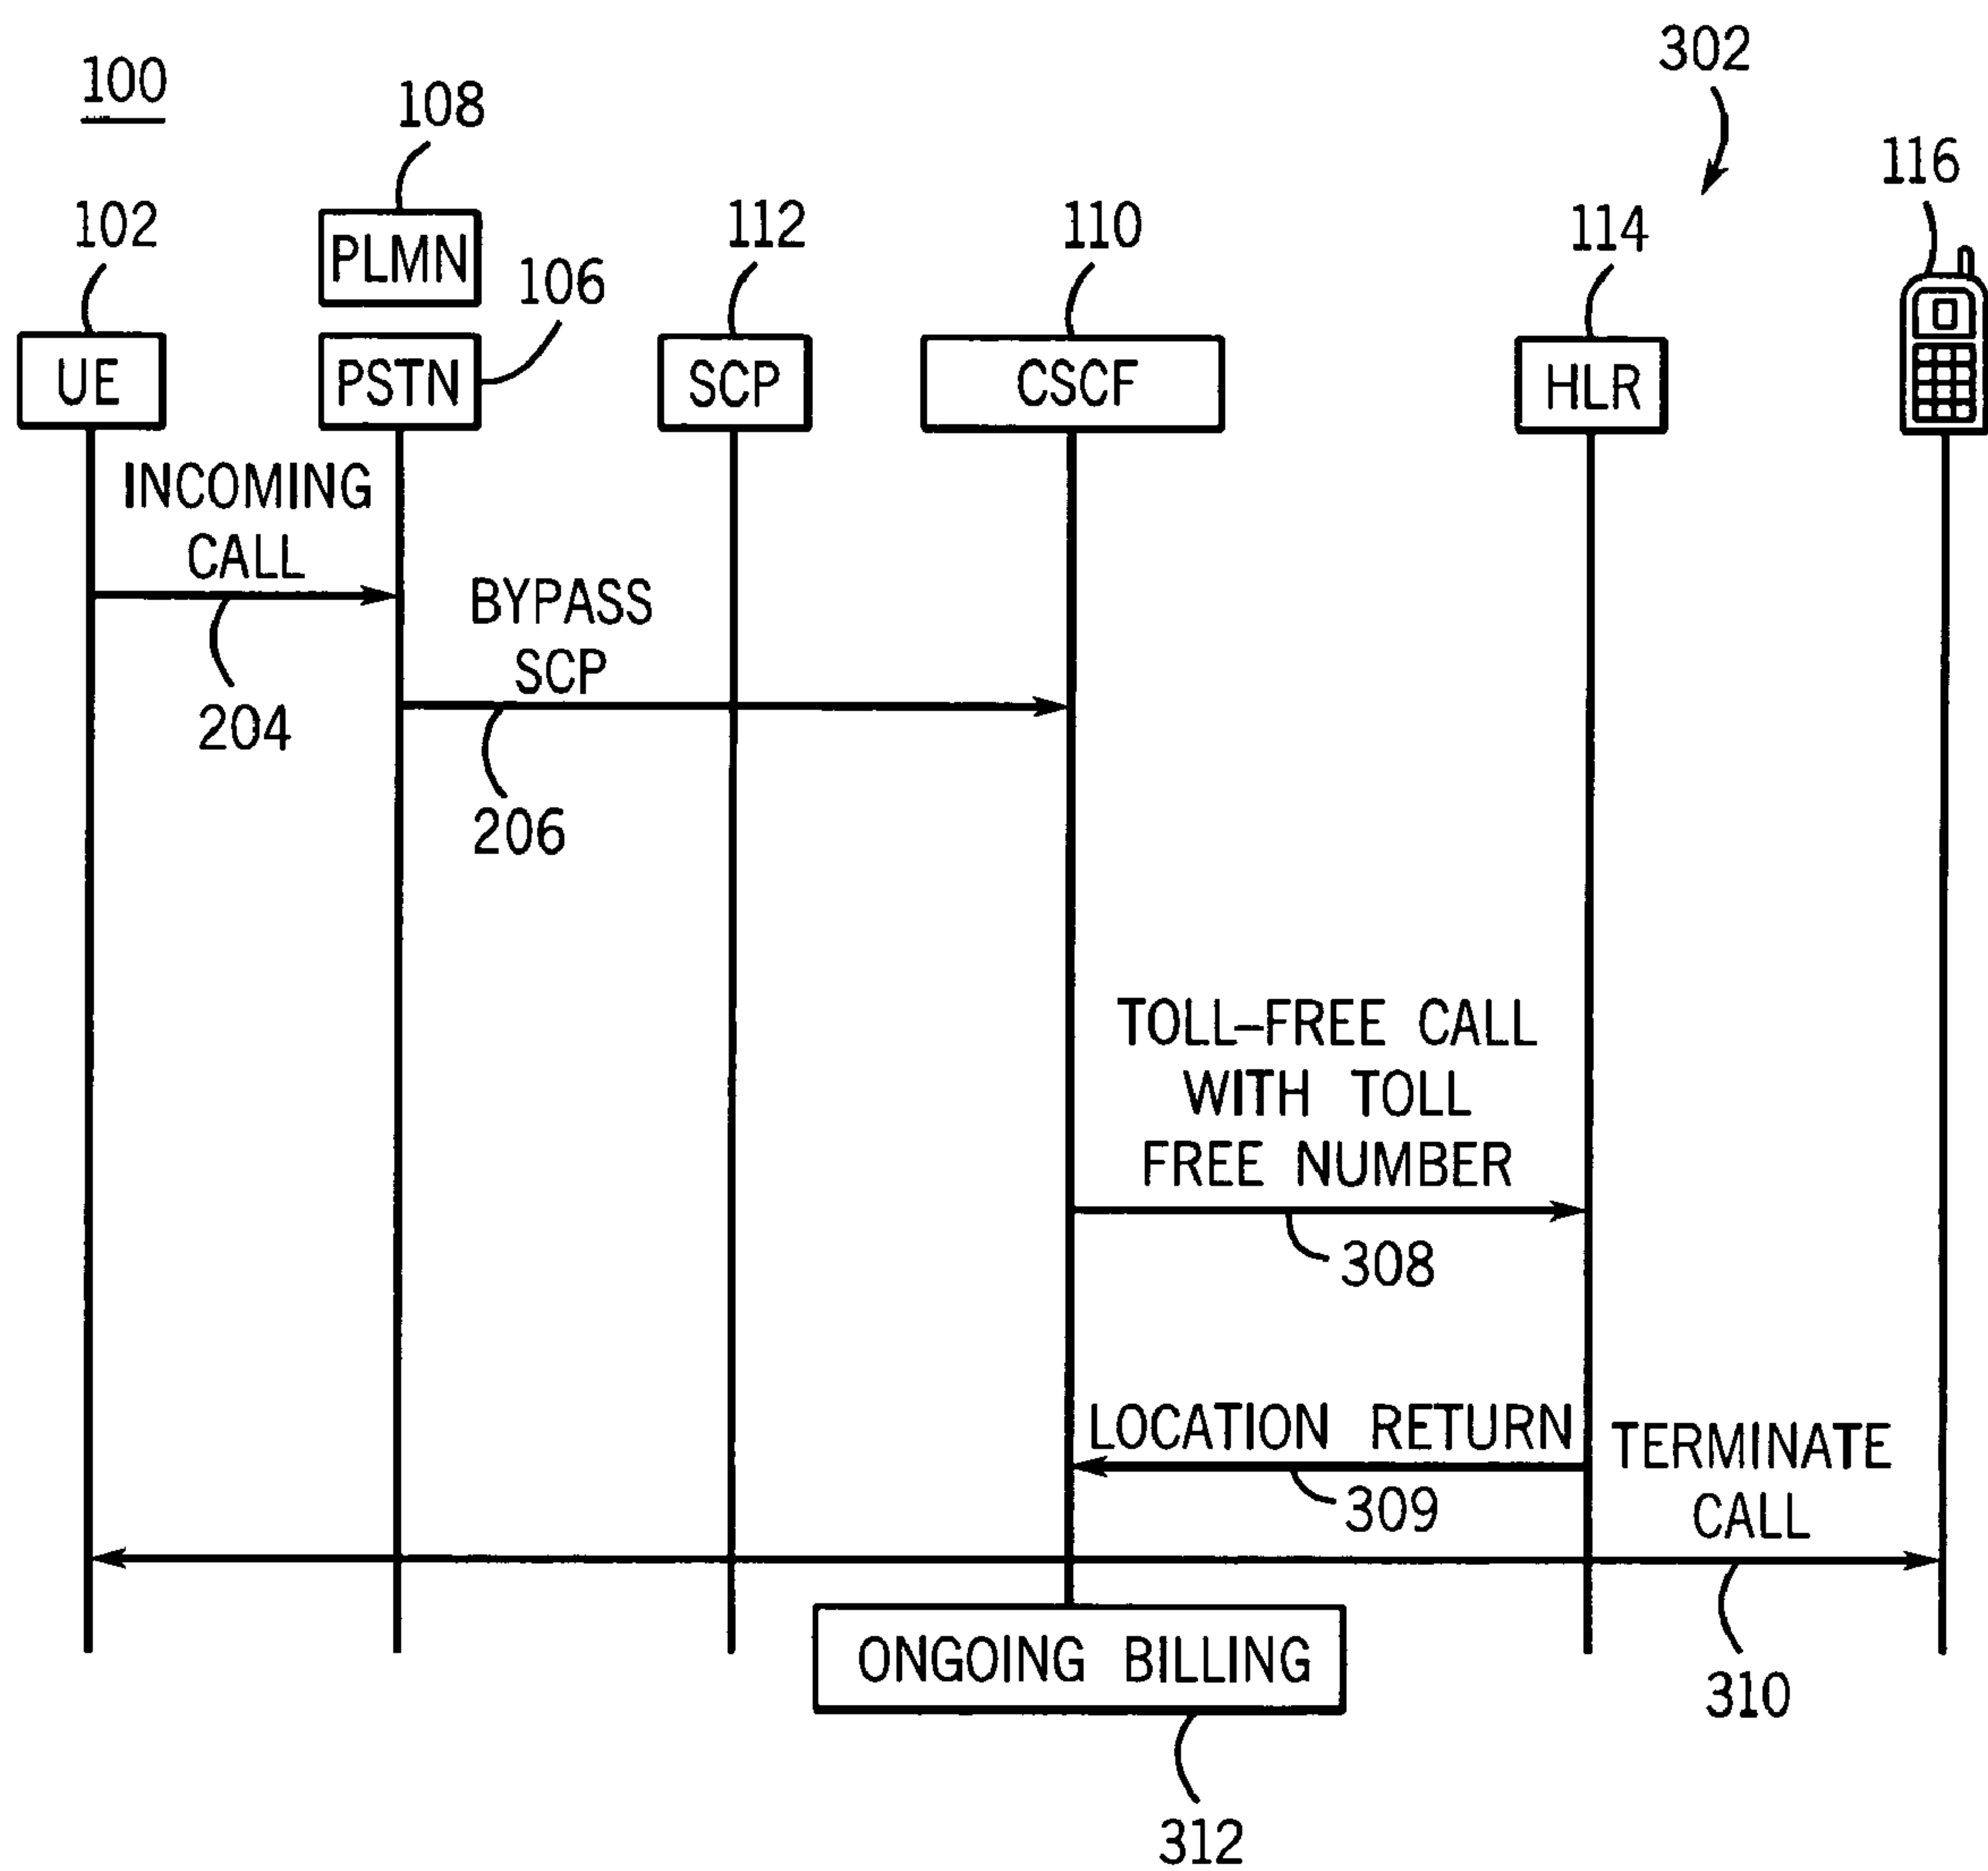 100
302
108
116
102
PLMN
112
110
114
106
UE
PSTN
SCP
CSCF
HLR
INCOMING
CALL
204
BYPASS
SCP
206
TOLL-FREE CALL
WITH TOLL
FREE NUMBER
308
LOCATION RETURN
309
TERMINATE
CALL
310
ONGOING BILLING
312